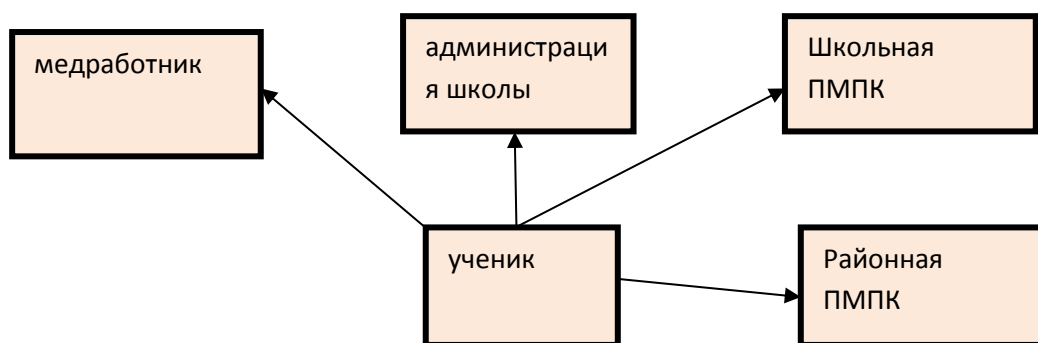 медработник
администраци
я школы
Школьная
ПМПК
ученик
Районная
ПМПК